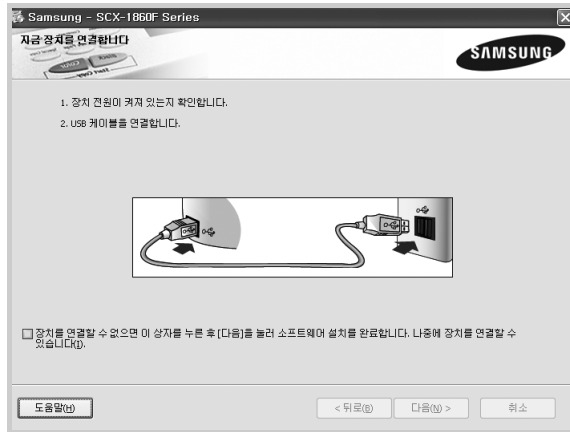 Samsung - SCX-1860F Series
지금 장치를 연결합니다
SAMSUNG
1. 장치 전원이 켜져 있는지 확인합니다.
2. USB 케이블을 연결합니다.
장치를 연결할 수 없으면 이 상자를 누른 후 [다음]을 눌러 소프트웨어 설치를 완료합니다. 나중에 장치를 연결할 수
있습니다(I).
도움말(H)
< 뒤로(B)
다음(N) >
취소